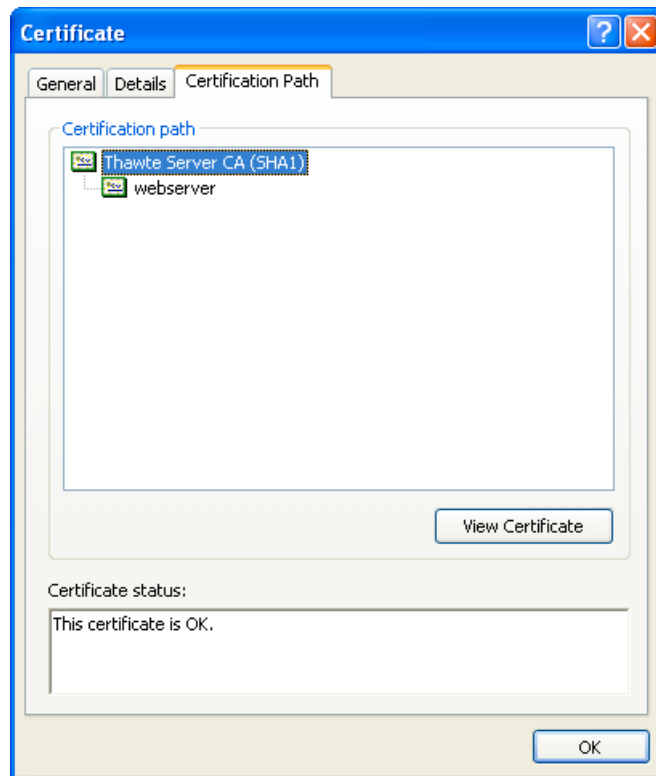 Certificate
General Details Certification Path
Certification path
Thawte Server CA (SHA1)
webserver
View Certificate
Certificate status:
This certificate is OK.
OK